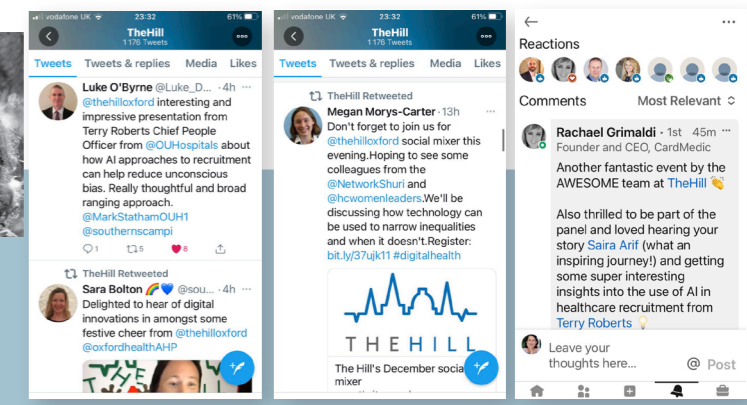 vodafone UK 23:32 61%
TheHill
1176 Tweets
Tweets Tweets & replies Media Likes
Luke O'Byrne @Luke_D... ·4h ···
@thehilloxford interesting and
impressive presentation from
Terry Roberts Chief People
Officer from @OUHospitals about
how AI approaches to recruitment
can help reduce unconscious
bias. Really thoughtful and broad
ranging approach.
@MarkStathamOUH1
@southernscampi
1 5 8
TheHill Retweeted
Sara Bolton 🌈💙 @sou... ·4h ···
Delighted to hear of digital
innovations in amongst some
festive cheer from @thehilloxford
@oxfordhealthAHP
THE
vodafone UK 23:32 61%
TheHill
1176 Tweets
Tweets Tweets & replies Media Likes
TheHill Retweeted
Megan Morys-Carter · 13h ···
Don't forget to join us for
@thehilloxford social mixer this
evening.Hoping to see some
colleagues from the
@NetworkShuri and
@hcwomenleaders.We'll be
discussing how technology can
be used to narrow inequalities
and when it doesn't.Register:
bit.ly/37ujk11 #digitalhealth
THEHILL
The Hill's December social
mixer
Reactions
Comments Most Relevant
Rachael Grimaldi · 1st 45m ···
Founder and CEO, CardMedic
Another fantastic event by the
AWESOME team at TheHill 👏
Also thrilled to be part of the
panel and loved hearing your
story Saira Arif (what an
inspiring journey!) and getting
some super interesting
insights into the use of AI in
healthcare recruitment from
Terry Roberts 💡
Leave your
thoughts here... @ Post